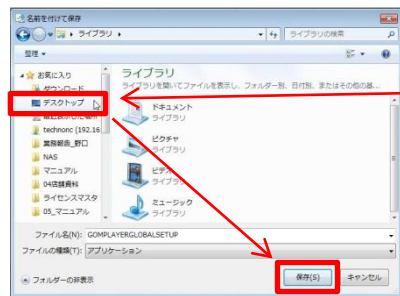 名前を付けて保存
ライブラリ
ライブラリの検索
整理
お気に入り
ダウンロード
デスクトップ
最近表示した場所
technonc (192.16
業務報告_野口
NAS
マニュアル
04店舗資料
ライセンスマスタ
05_マニュアル
ライブラリ
ライブラリを開いてファイルを表示し、フォルダー別、日付別、またはその他の基...
ドキュメント
ライブラリ
ピクチャ
ライブラリ
ビデオ
ライブラリ
ミュージック
ライブラリ
ファイル名(N): GOMPLAYERGLOBALSETUP
ファイルの種類(T): アプリケーション
フォルダーの非表示
保存(S)
キャンセル